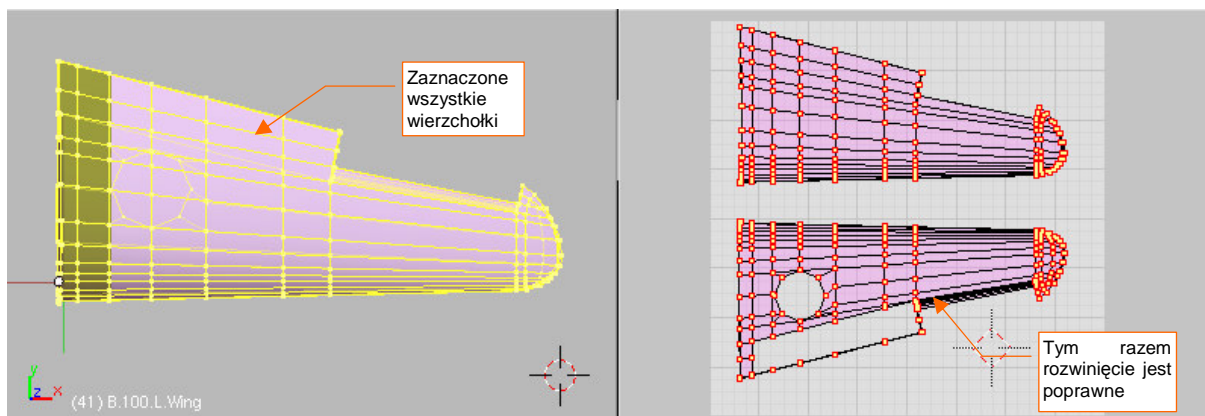 Zaznaczone
wszystkie
wierzchołki
Tym razem
rozwinięcie jest
poprawne
y
z x
(41) B.100.L.Wing